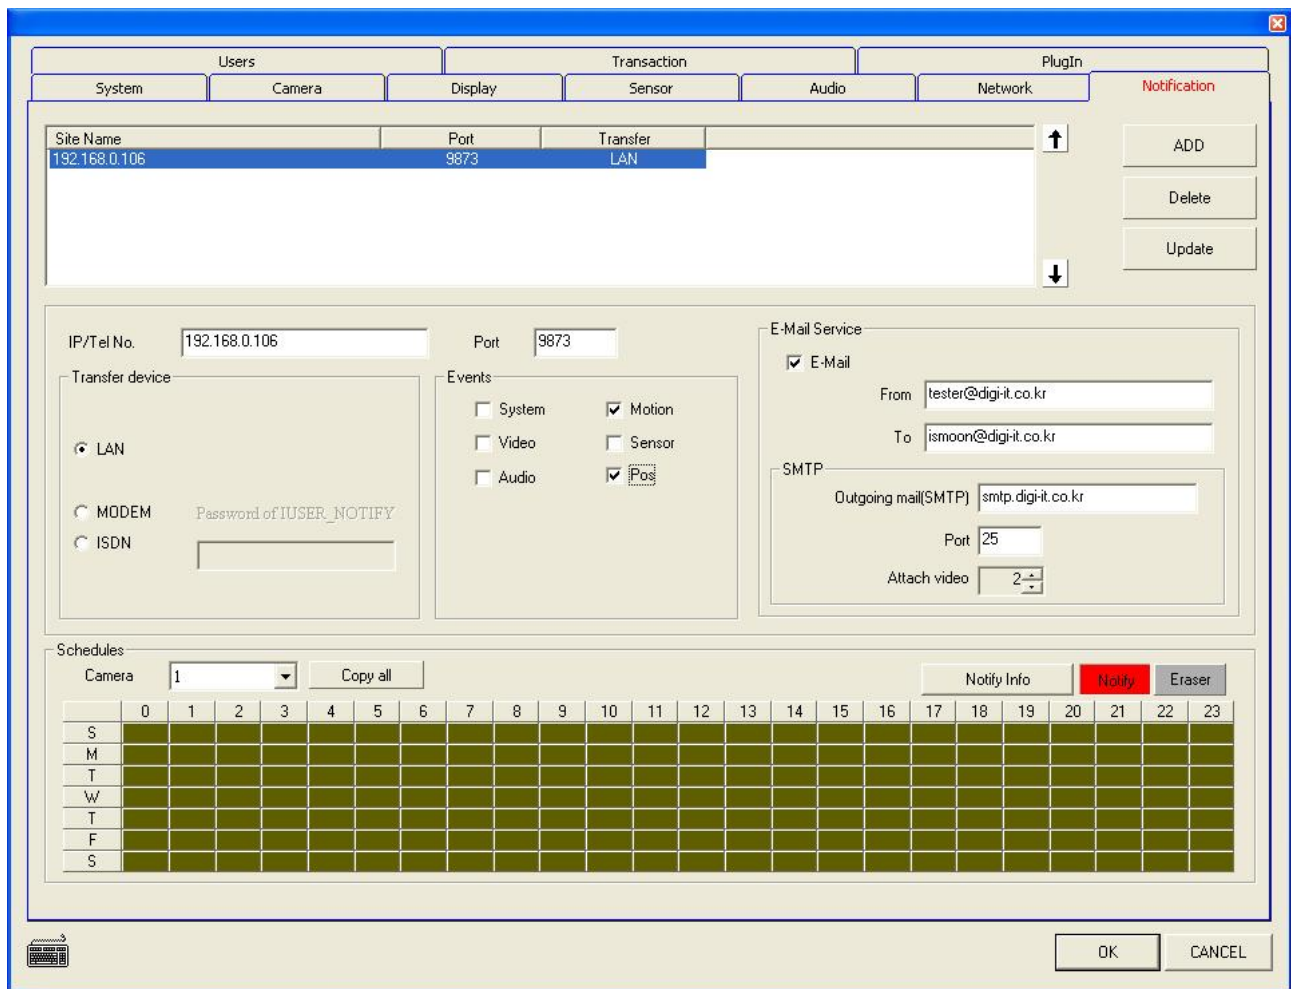 Users Transaction PlugIn
System Camera Display Sensor Audio Network Notification
Site Name Port Transfer
192.168.0.106 9873 LAN
ADD
Delete
Update
IP/Tel No. 192.168.0.106 Port 9873
Transfer device
LAN
MODEM Password of IUSER_NOTIFY
ISDN
Events
System Motion
Video Sensor
Audio Pos
E-Mail Service
E-Mail
From tester@digi-it.co.kr
To ismoon@digi-it.co.kr
SMTP
Outgoing mail(SMTP) smtp.digi-it.co.kr
Port 25
Attach video 2
Schedules
Camera 1 Copy all Notify Info Notify Eraser
0 1 2 3 4 5 6 7 8 9 10 11 12 13 14 15 16 17 18 19 20 21 22 23
S
M
T
W
T
F
S
OK CANCEL